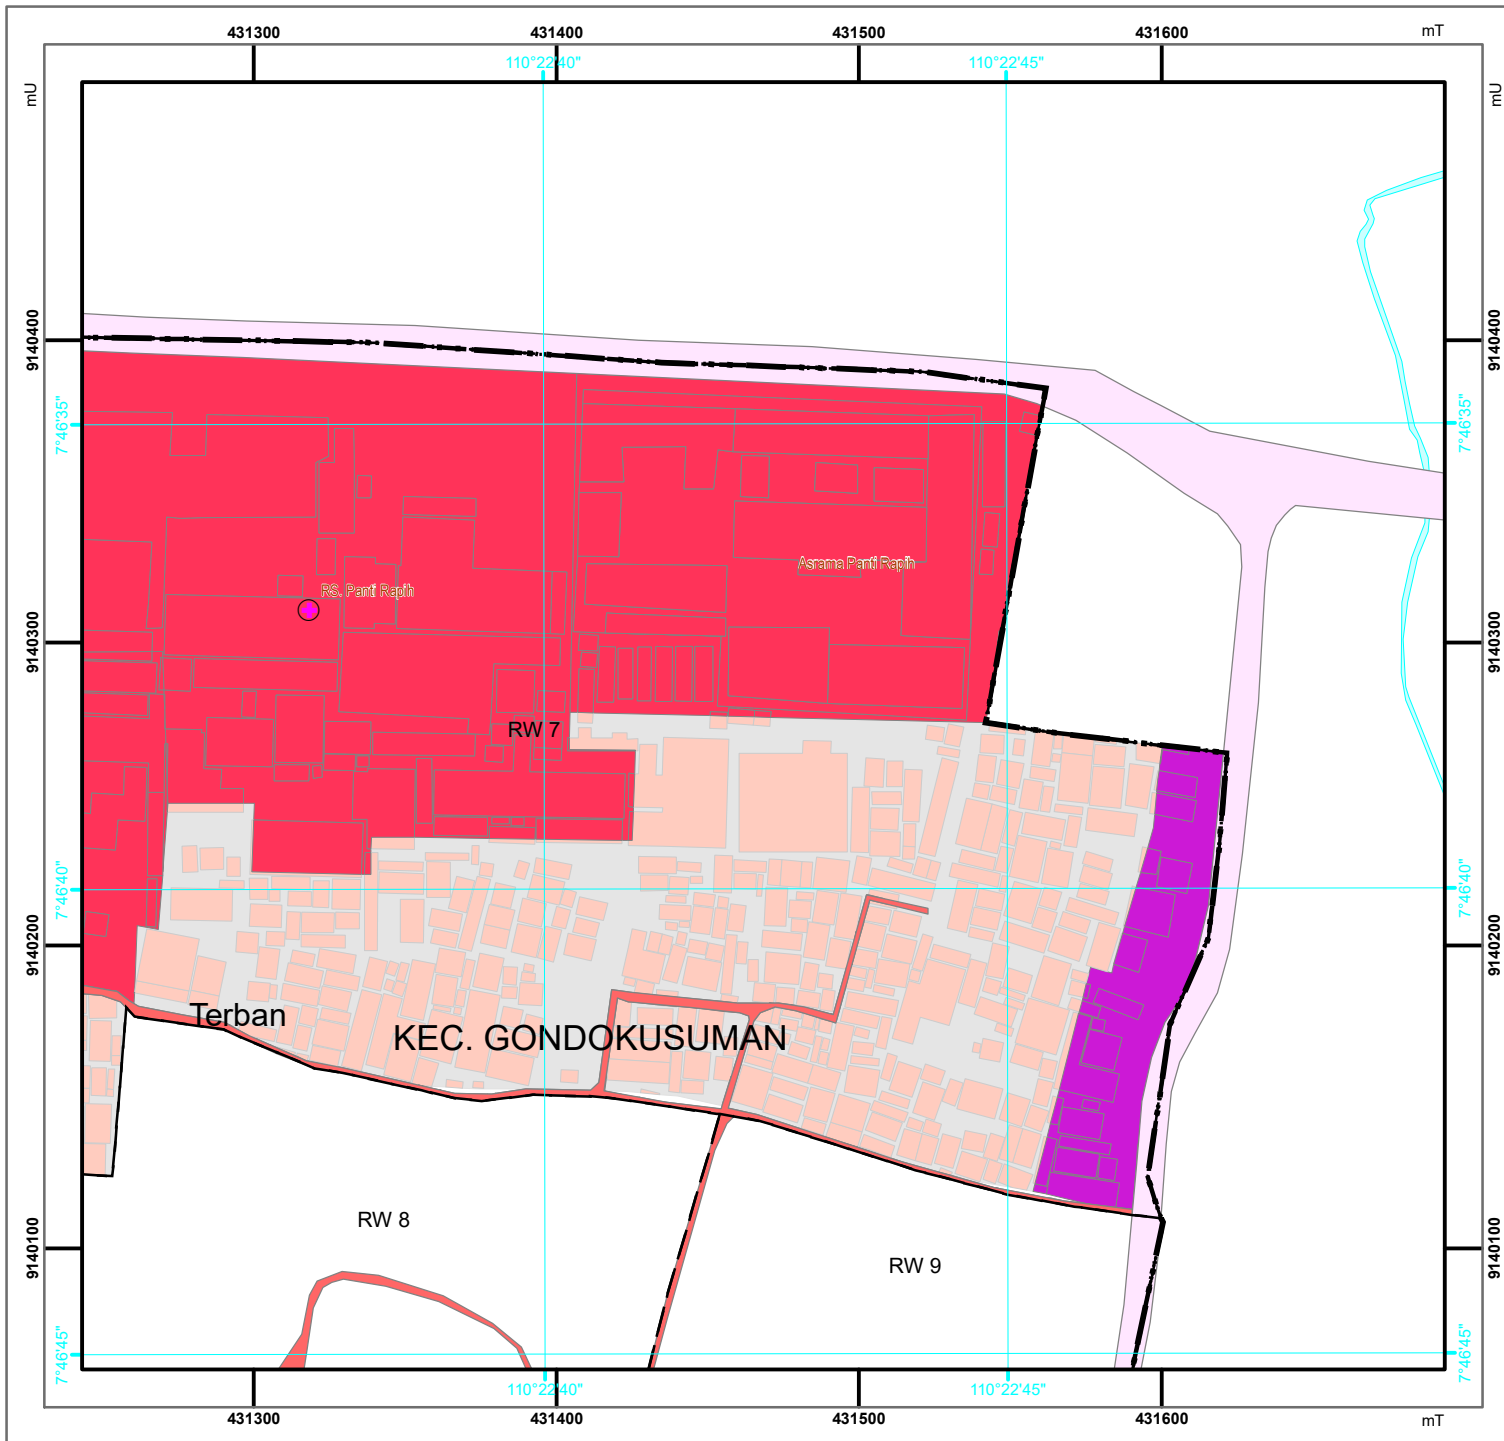 431300 431400 431500 431600 mT
110°22'40" 110°22'45"
mU mU
9140400 9140400
7°46'35" 7°46'35"
Asrama Panti Rapih
RS. Panti Rapih
9140300 9140300
RW 7
7°46'40" 7°46'40"
9140200 9140200
Terban
KEC. GONDOKUSUMAN
RW 8
RW 9
9140100 9140100
7°46'45" 7°46'45"
110°22'40" 110°22'45"
431300 431400 431500 431600 mT